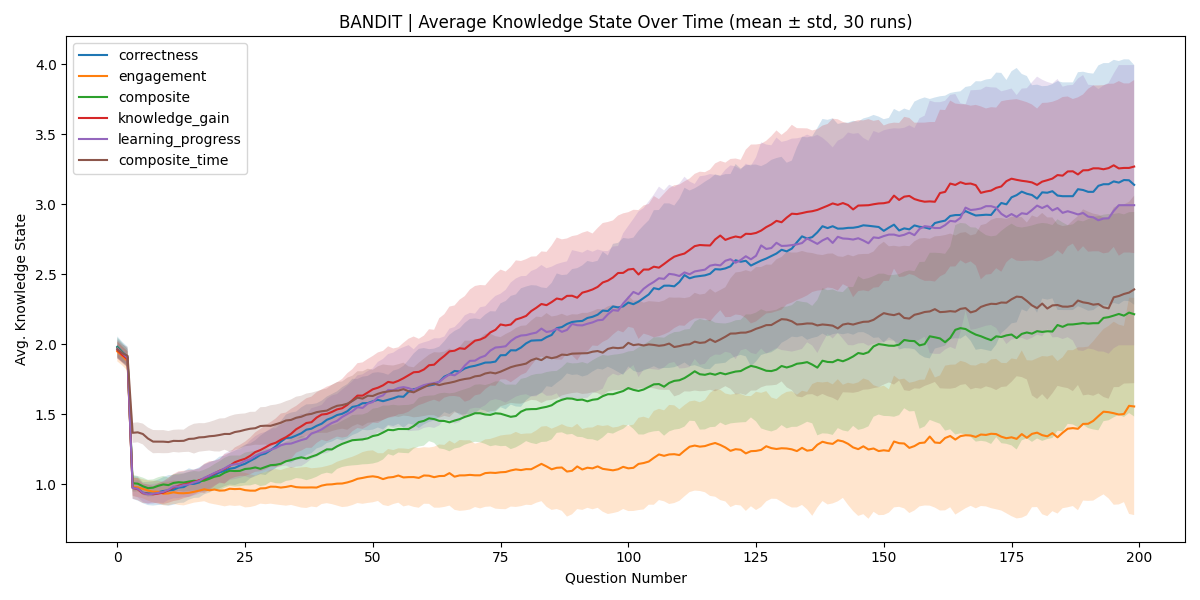 BANDIT | Average Knowledge State Over Time (mean ± std, 30 runs)
correctness
engagement
composite
knowledge_gain
learning_progress
composite_time
Avg. Knowledge State
4.0
3.5
3.0
2.5
2.0
1.5
1.0
0 25 50 75 100 125 150 175 200
Question Number